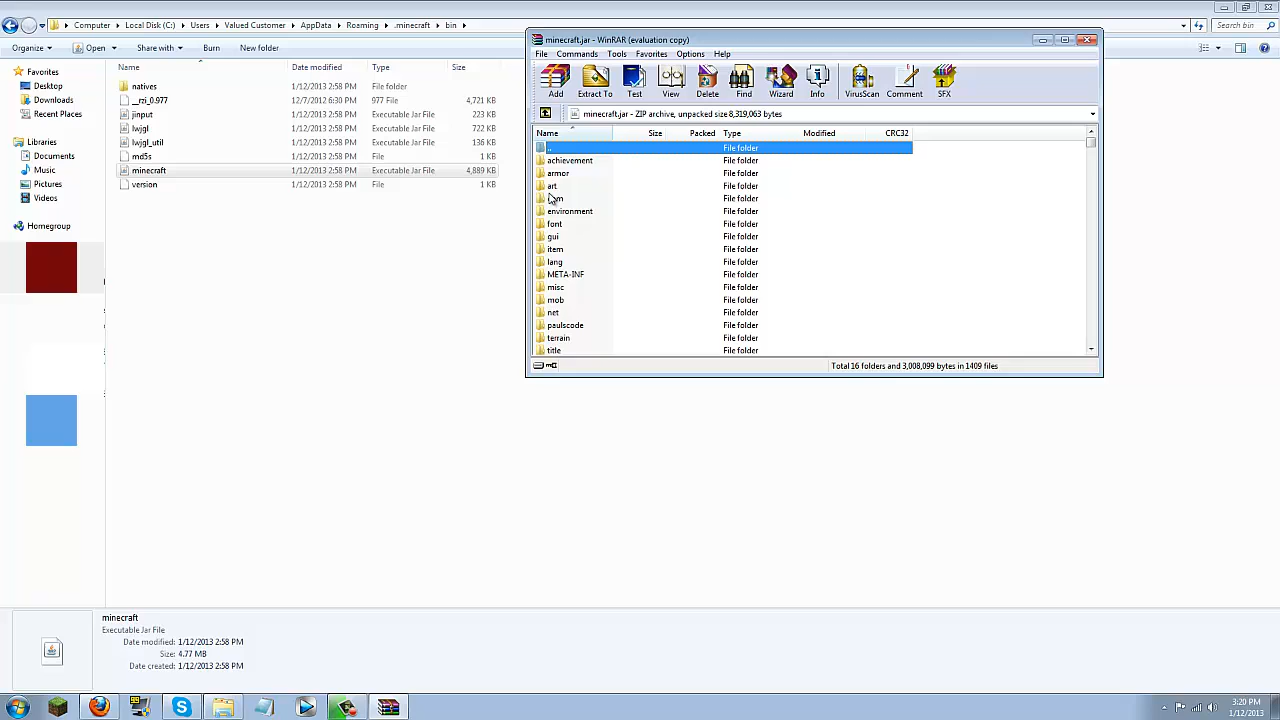 Computer ▸ Local Disk (C:) ▸ Users ▸ Valued Customer ▸ AppData ▸ Roaming ▸ .minecraft ▸ bin ▸
Search bin
Organize ▾ Open ▾ Share with ▾ Burn New folder
Name Date modified Type Size
Favorites
Desktop
Downloads
Recent Places
Libraries
Documents
Music
Pictures
Videos
Homegroup
natives 1/12/2013 2:58 PM File folder
__rzi_0.977 12/7/2012 6:30 PM 977 File 4,721 KB
jinput 1/12/2013 2:58 PM Executable Jar File 223 KB
lwjgl 1/12/2013 2:58 PM Executable Jar File 722 KB
lwjgl_util 1/12/2013 2:58 PM Executable Jar File 136 KB
md5s 1/12/2013 2:58 PM File 1 KB
minecraft 1/12/2013 2:58 PM Executable Jar File 4,889 KB
version 1/12/2013 2:58 PM File 1 KB
minecraft.jar - WinRAR (evaluation copy)
File Commands Tools Favorites Options Help
Add Extract To Test View Delete Find Wizard Info VirusScan Comment SFX
minecraft.jar - ZIP archive, unpacked size 8,319,063 bytes
Name Size Packed Type Modified CRC32
.. File folder
achievement File folder
armor File folder
art File folder
File folder
environment File folder
font File folder
gui File folder
item File folder
lang File folder
META-INF File folder
misc File folder
mob File folder
net File folder
paulscode File folder
terrain File folder
title File folder
Total 16 folders and 3,008,099 bytes in 1409 files
minecraft
Executable Jar File
Date modified: 1/12/2013 2:58 PM
Size: 4.77 MB
Date created: 1/12/2013 2:58 PM
3:20 PM
1/12/2013